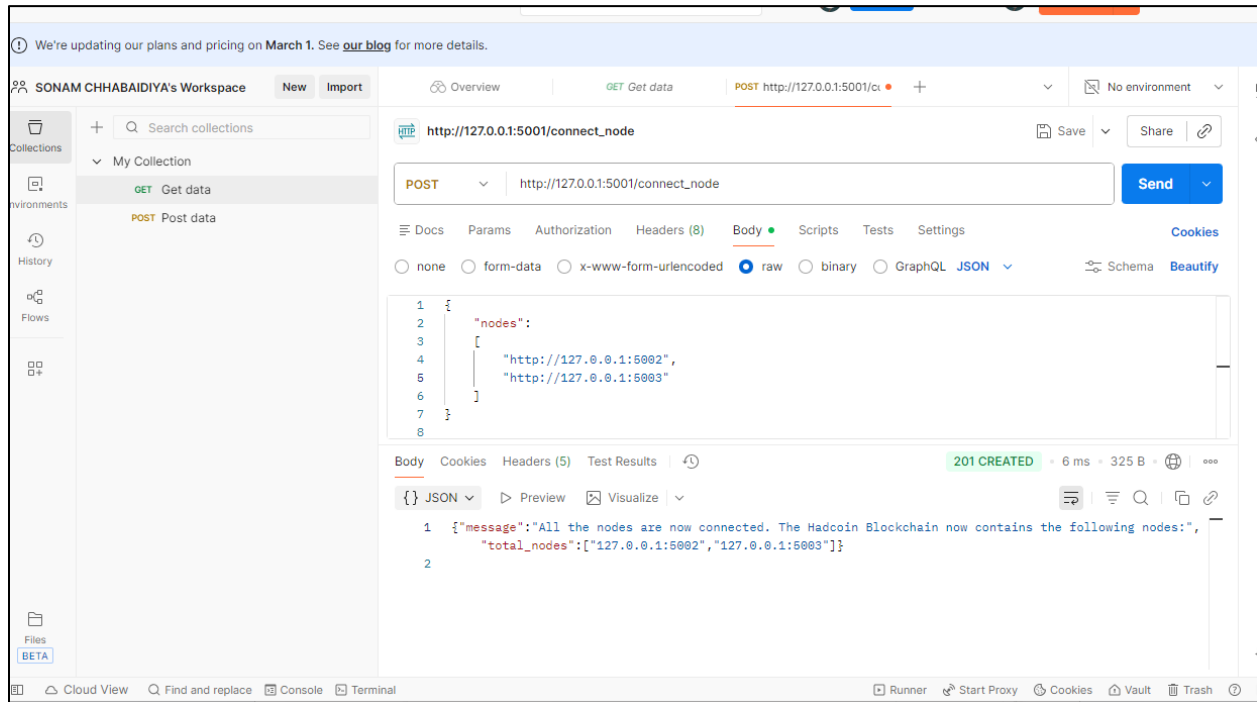 We're updating our plans and pricing on March 1. See our blog for more details.
SONAM CHHABAIDIYA's Workspace New Import
Overview GET Get data POST http://127.0.0.1:5001/c No environment
Collections
Search collections
http://127.0.0.1:5001/connect_node Save Share
My Collection
GET Get data
POST Post data
nvironments
History
Flows
POST http://127.0.0.1:5001/connect_node Send
Docs Params Authorization Headers (8) Body Scripts Tests Settings Cookies
none form-data x-www-form-urlencoded raw binary GraphQL JSON Schema Beautify
1 {
2 "nodes":
3 [
4 "http://127.0.0.1:5002",
5 "http://127.0.0.1:5003"
6 ]
7 }
8
Body Cookies Headers (5) Test Results 201 CREATED 6 ms 325 B
{} JSON Preview Visualize
1 {"message":"All the nodes are now connected. The Hadcoin Blockchain now contains the following nodes:",
"total_nodes":["127.0.0.1:5002","127.0.0.1:5003"]}
2
Files
BETA
Cloud View Find and replace Console Terminal Runner Start Proxy Cookies Vault Trash